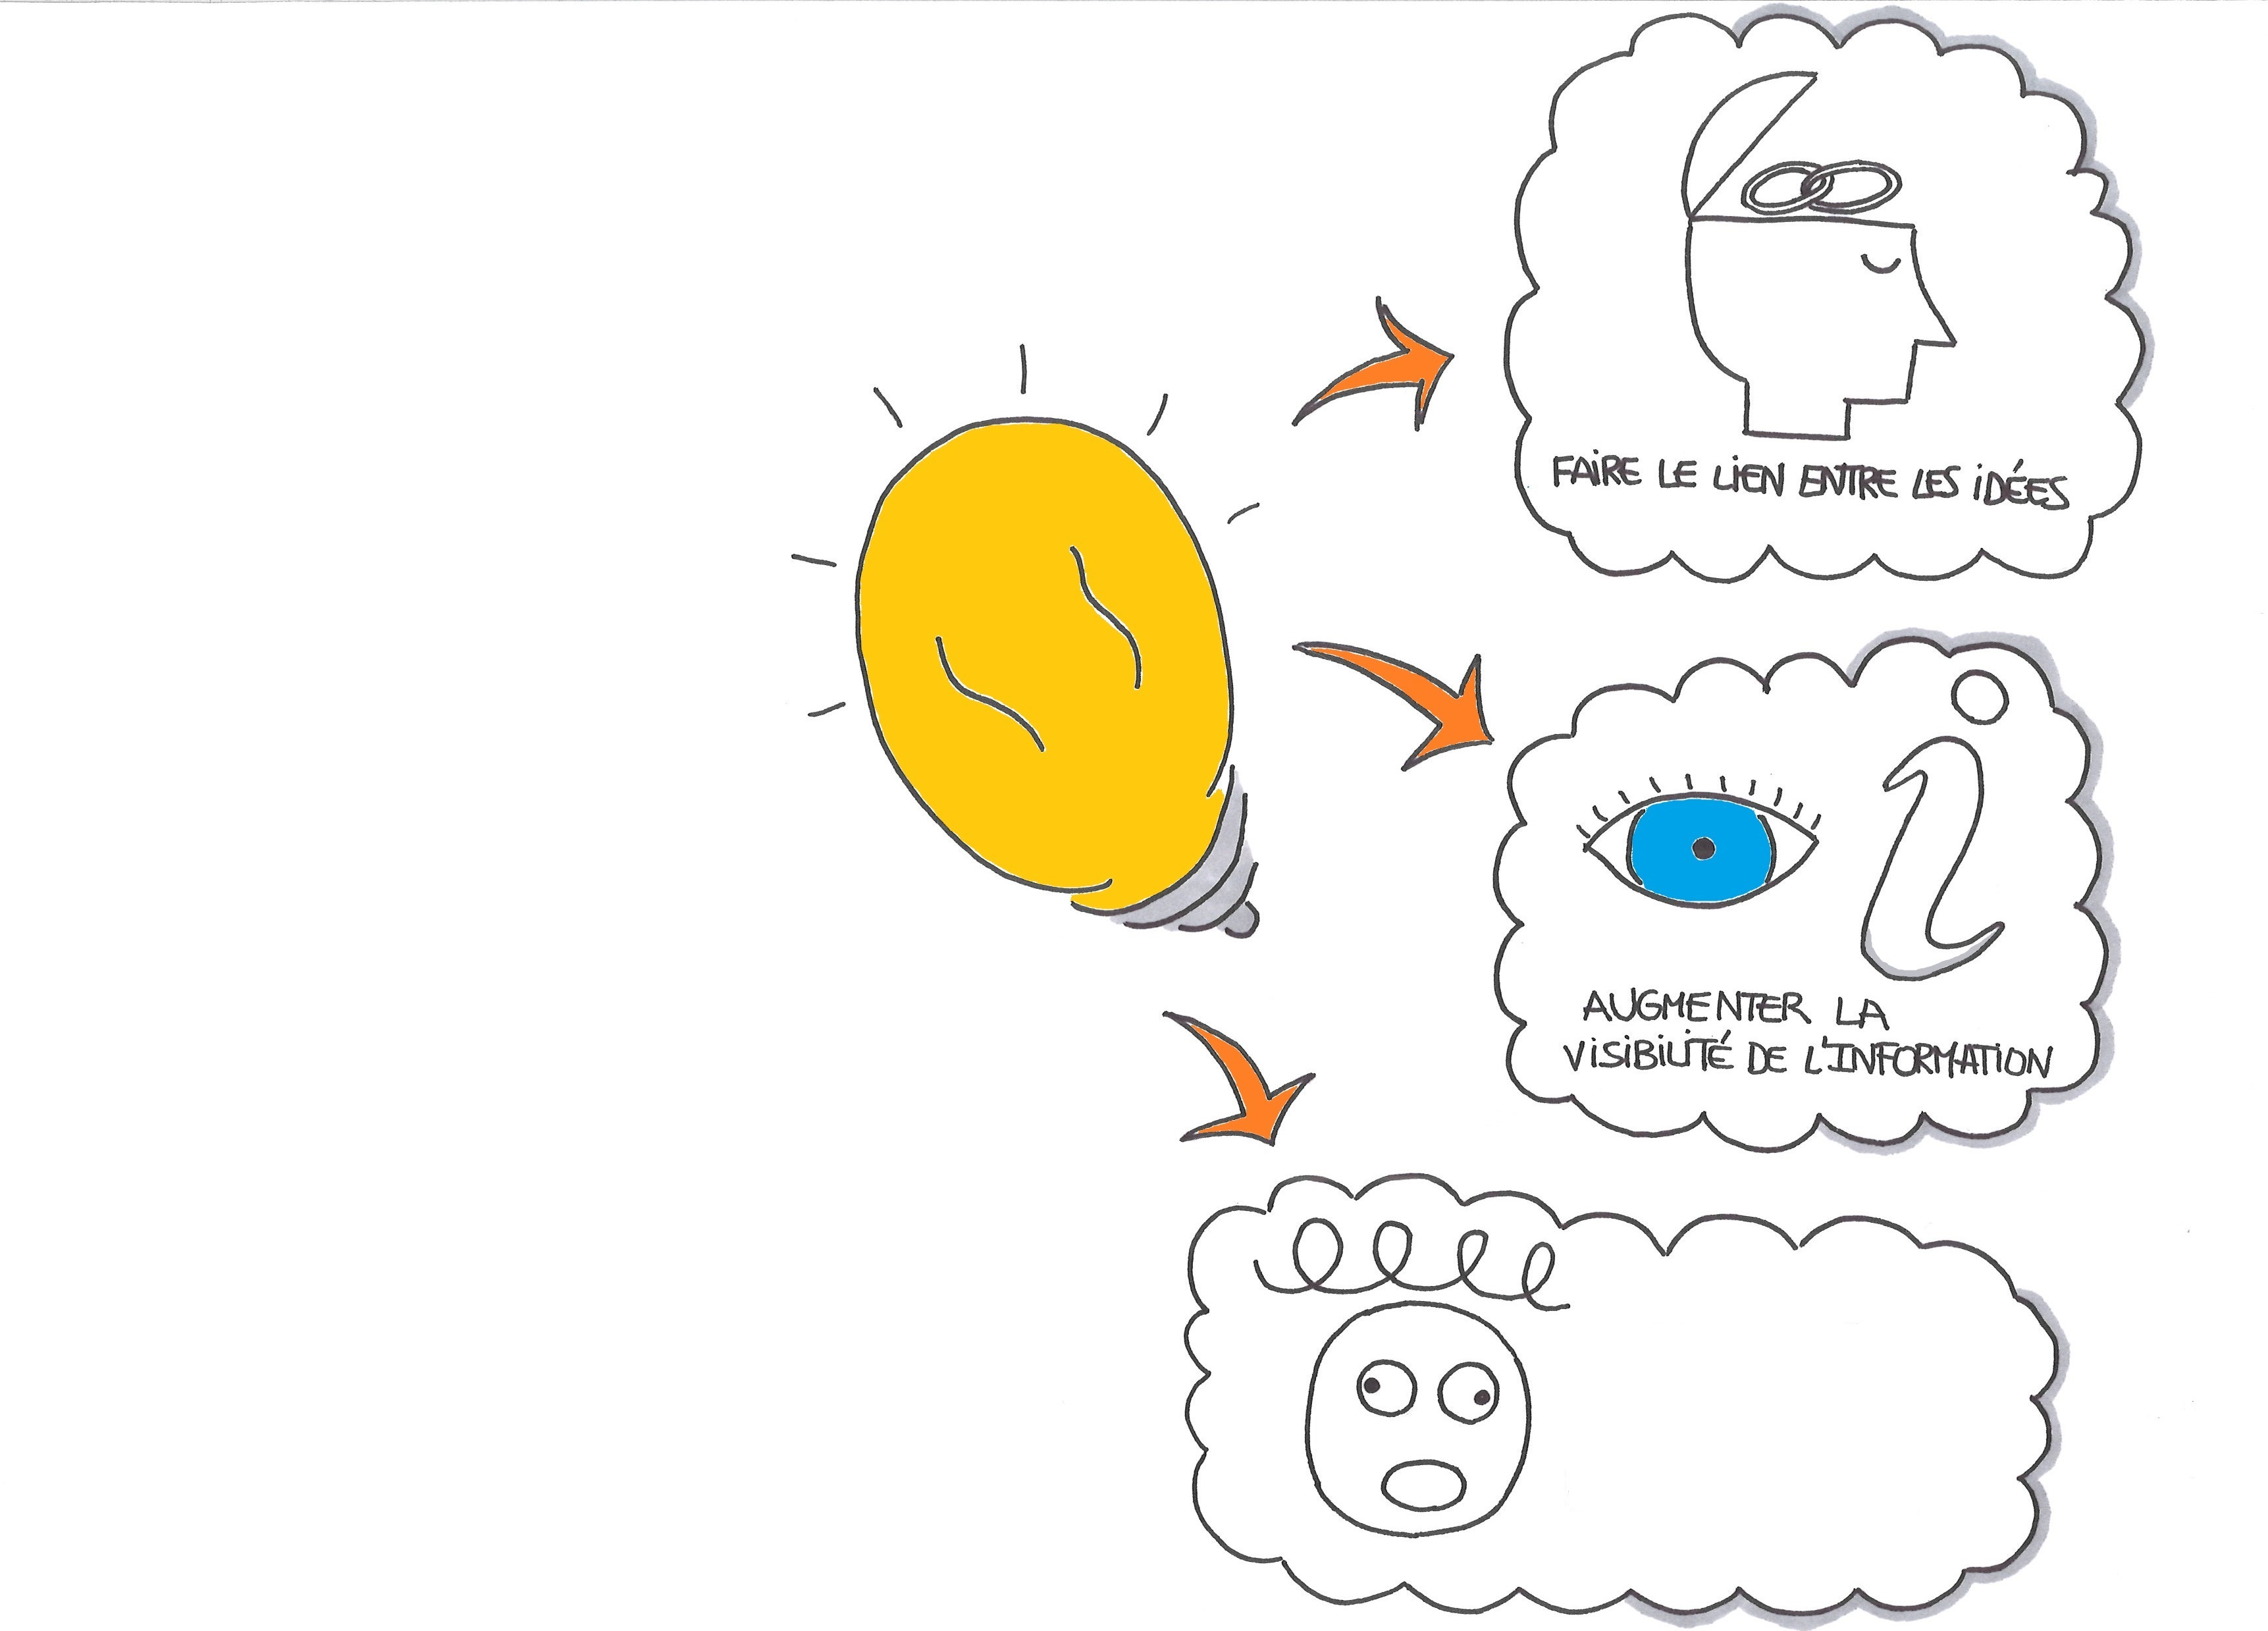 FAIRE LE LIEN ENTRE LES IDÉES
AUGMENTER LA
VISIBILITÉ DE L'INFORMATION